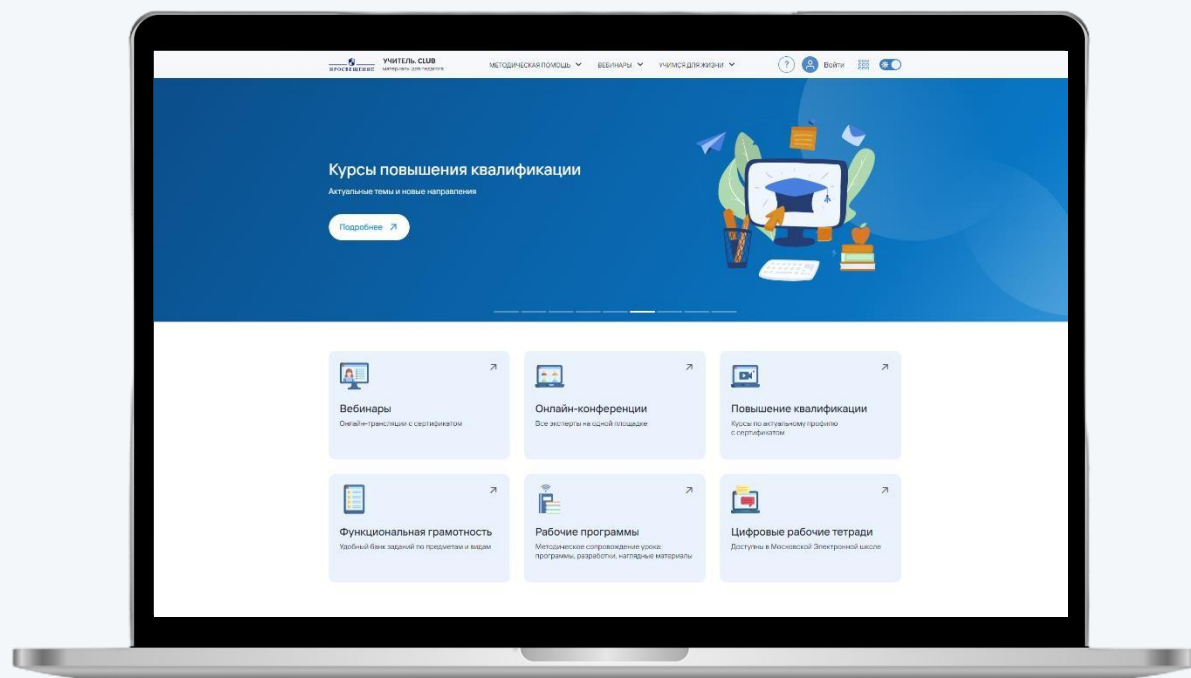 ПРОСВЕЩЕНИЕ
УЧИТЕЛЬ. CLUB
материалы для педагогов
МЕТОДИЧЕСКАЯ ПОМОЩЬ
ВЕБИНАРЫ
УЧИМСЯ ДЛЯ ЖИЗНИ
?
Войти
Курсы повышения квалификации
Актуальные темы и новые направления
Подробнее
Вебинары
Онлайн-трансляции с сертификатом
Онлайн-конференции
Все эксперты на одной площадке
Повышение квалификации
Курсы по актуальному профилю
с сертификатом
Функциональная грамотность
Удобный банк заданий по предметам и видам
Рабочие программы
Методическое сопровождение урока:
программы, разработки, наглядные материалы
Цифровые рабочие тетради
Доступны в Московской Электронной школе